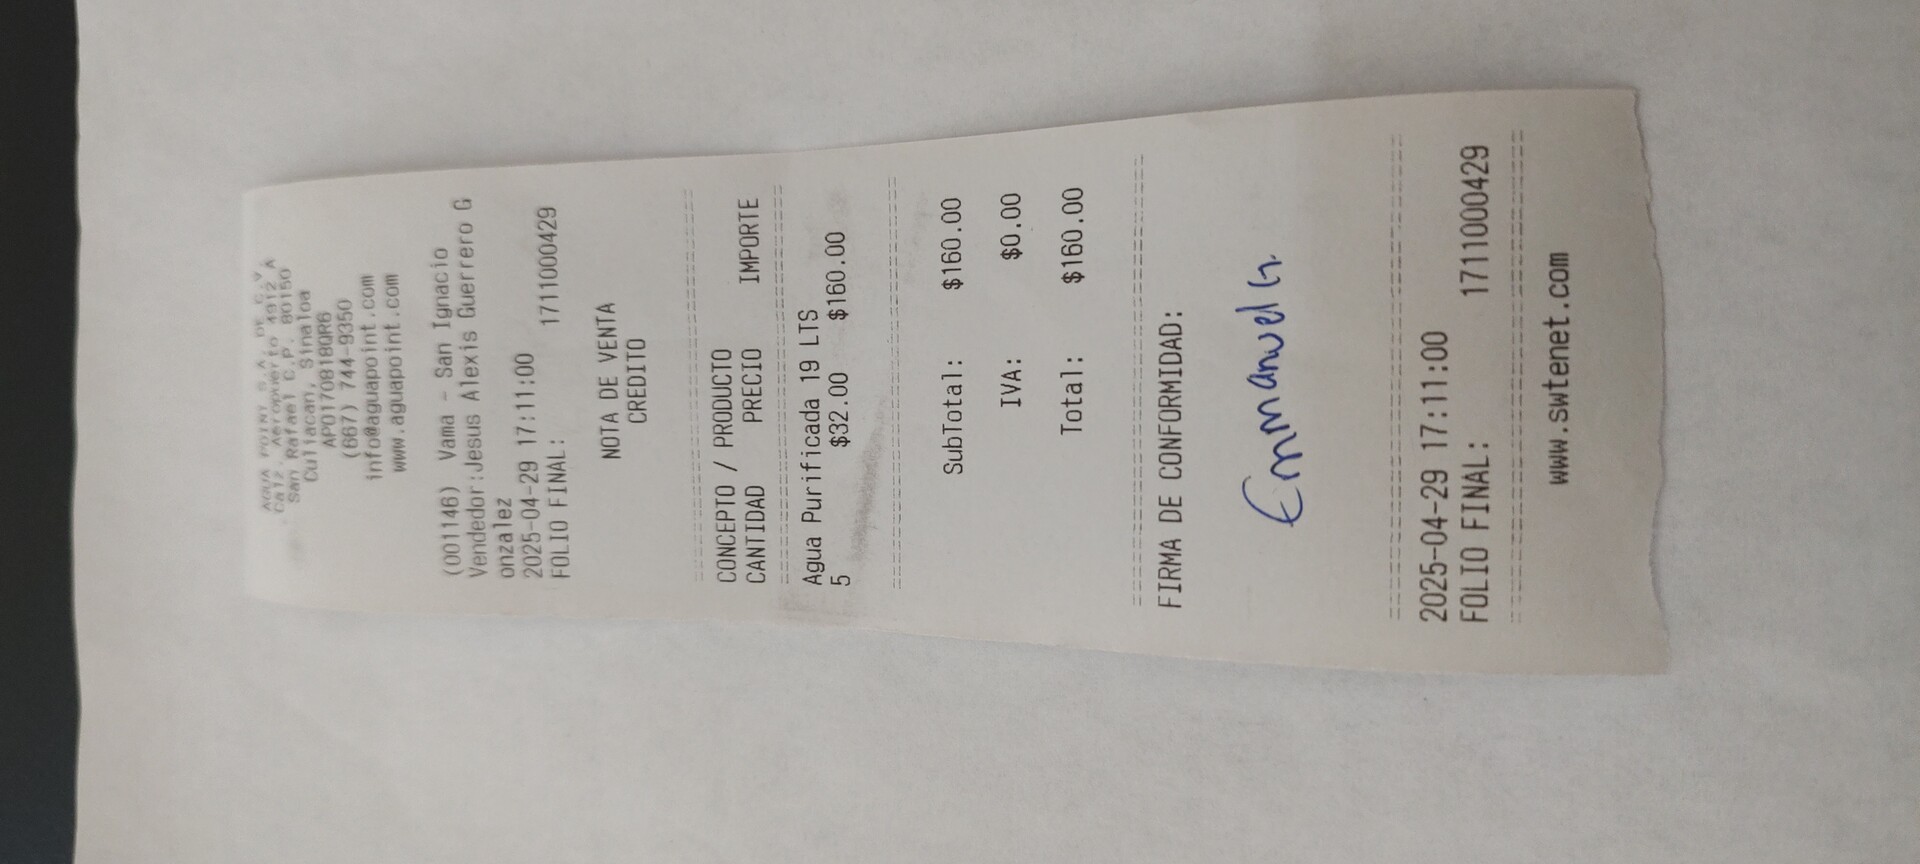 AGUA POINT S.A. DE C.V.
Calz. Aeropuerto 4912 A
San Rafael C.P. 80150
Culiacan, Sinaloa
APO170818QR6
(667) 744-9350
info@aguapoint.com
www.aguapoint.com
(001146) Vama - San Ignacio
Vendedor:Jesus Alexis Guerrero G
onzalez
2025-04-29 17:11:00
FOLIO FINAL: 1711000429
NOTA DE VENTA
CREDITO
CONCEPTO / PRODUCTO
CANTIDAD PRECIO IMPORTE
Agua Purificada 19 LTS
5 $32.00 $160.00
SubTotal: $160.00
IVA: $0.00
Total: $160.00
FIRMA DE CONFORMIDAD:
Emmanuel G.
2025-04-29 17:11:00
FOLIO FINAL: 1711000429
www.swtenet.com